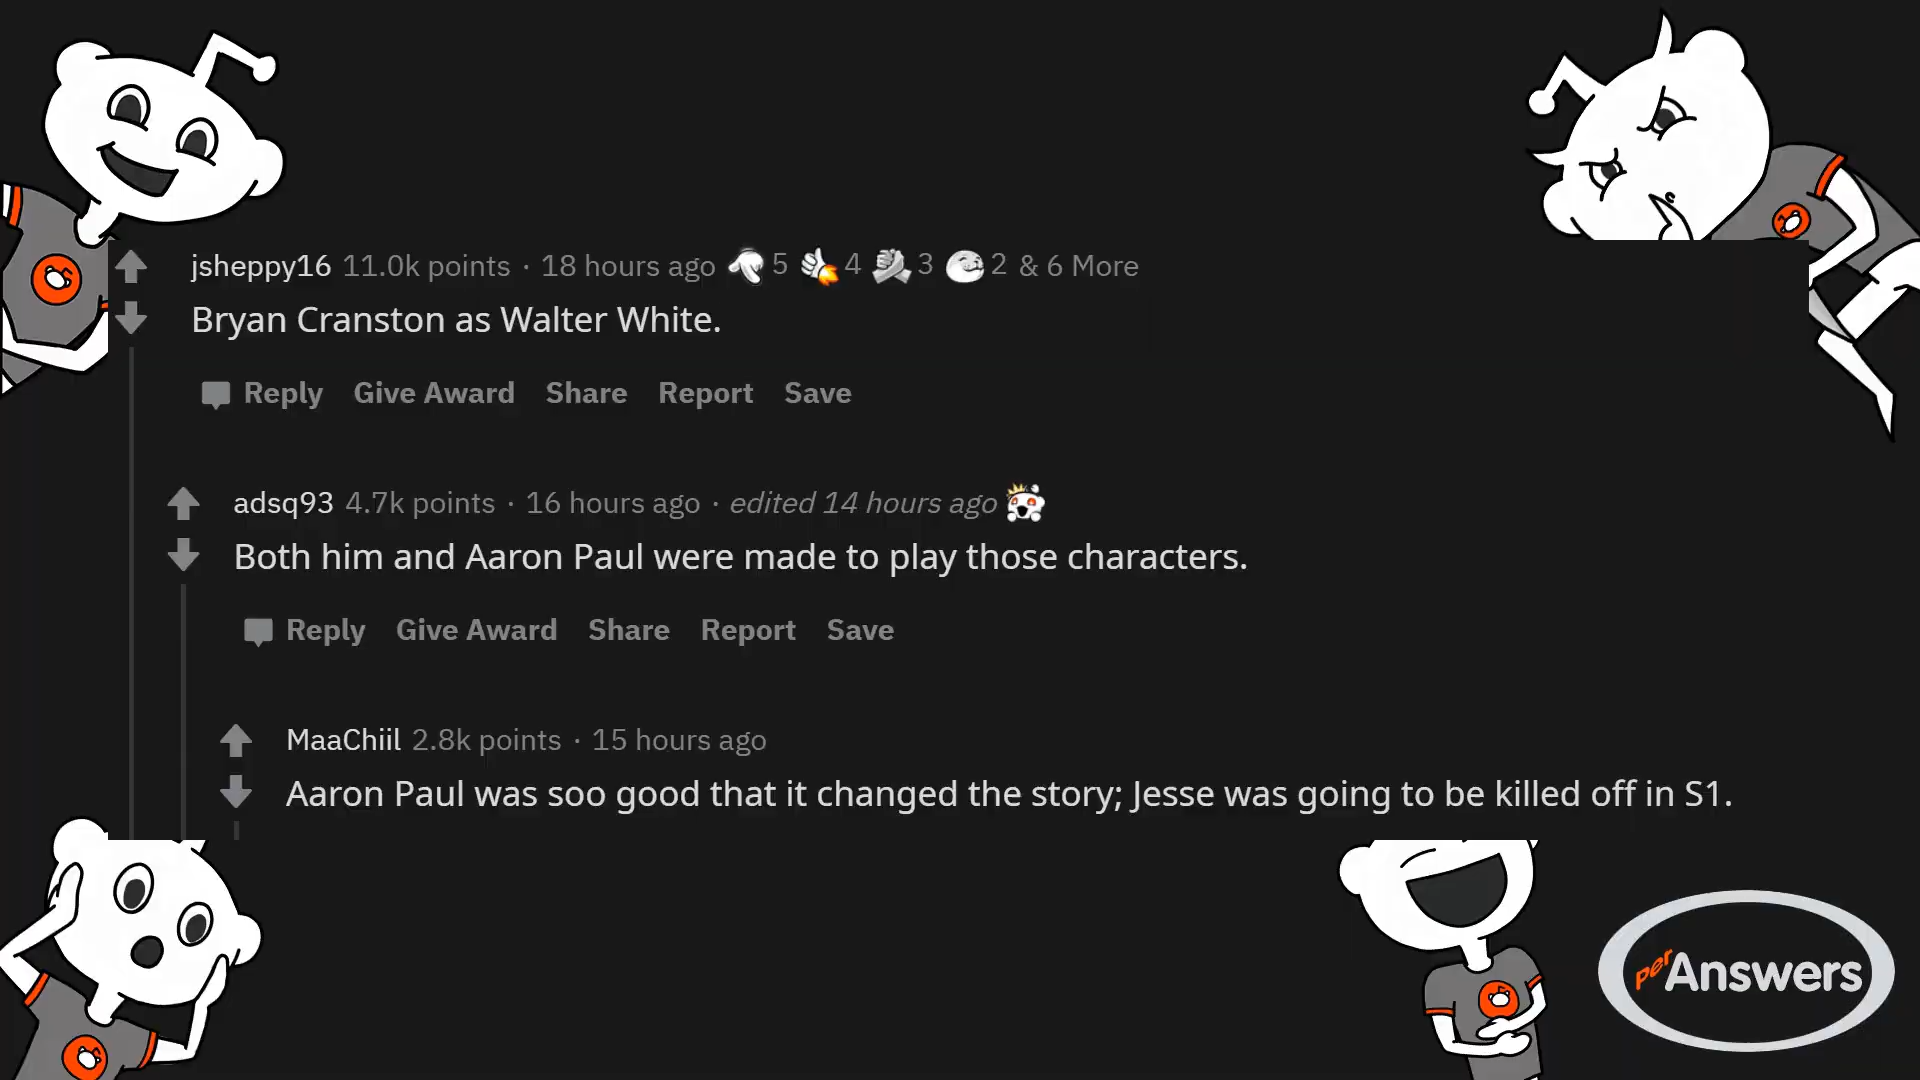 jsheppy16 11.0k points · 18 hours ago 5 4 3 2 & 6 More
Bryan Cranston as Walter White.
Reply Give Award Share Report Save
adsq93 4.7k points · 16 hours ago · edited 14 hours ago
Both him and Aaron Paul were made to play those characters.
Reply Give Award Share Report Save
MaaChiil 2.8k points · 15 hours ago
Aaron Paul was soo good that it changed the story; Jesse was going to be killed off in S1.
per Answers